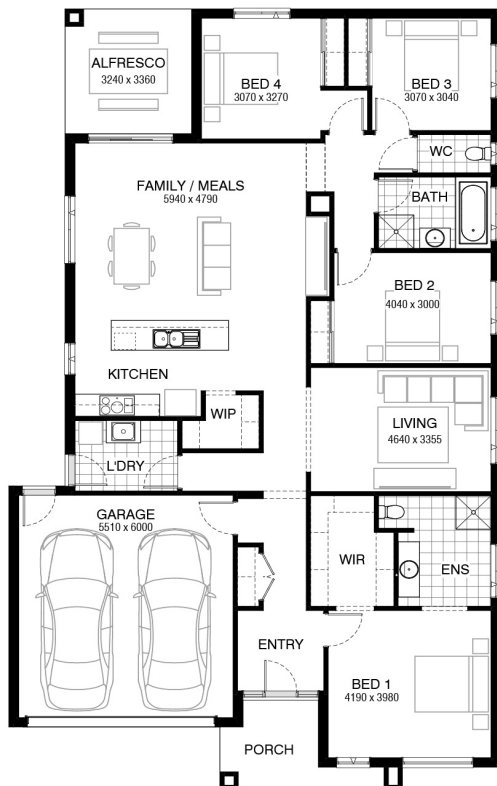 ALFRESCO
3240 x 3360
BED 4
3070 x 3270
BED 3
3070 x 3040
WC
BATH
FAMILY / MEALS
5940 x 4790
BED 2
4040 x 3000
KITCHEN
WIP
LIVING
4640 x 3355
L'DRY
GARAGE
5510 x 6000
WIR
ENS
ENTRY
BED 1
4190 x 3980
PORCH